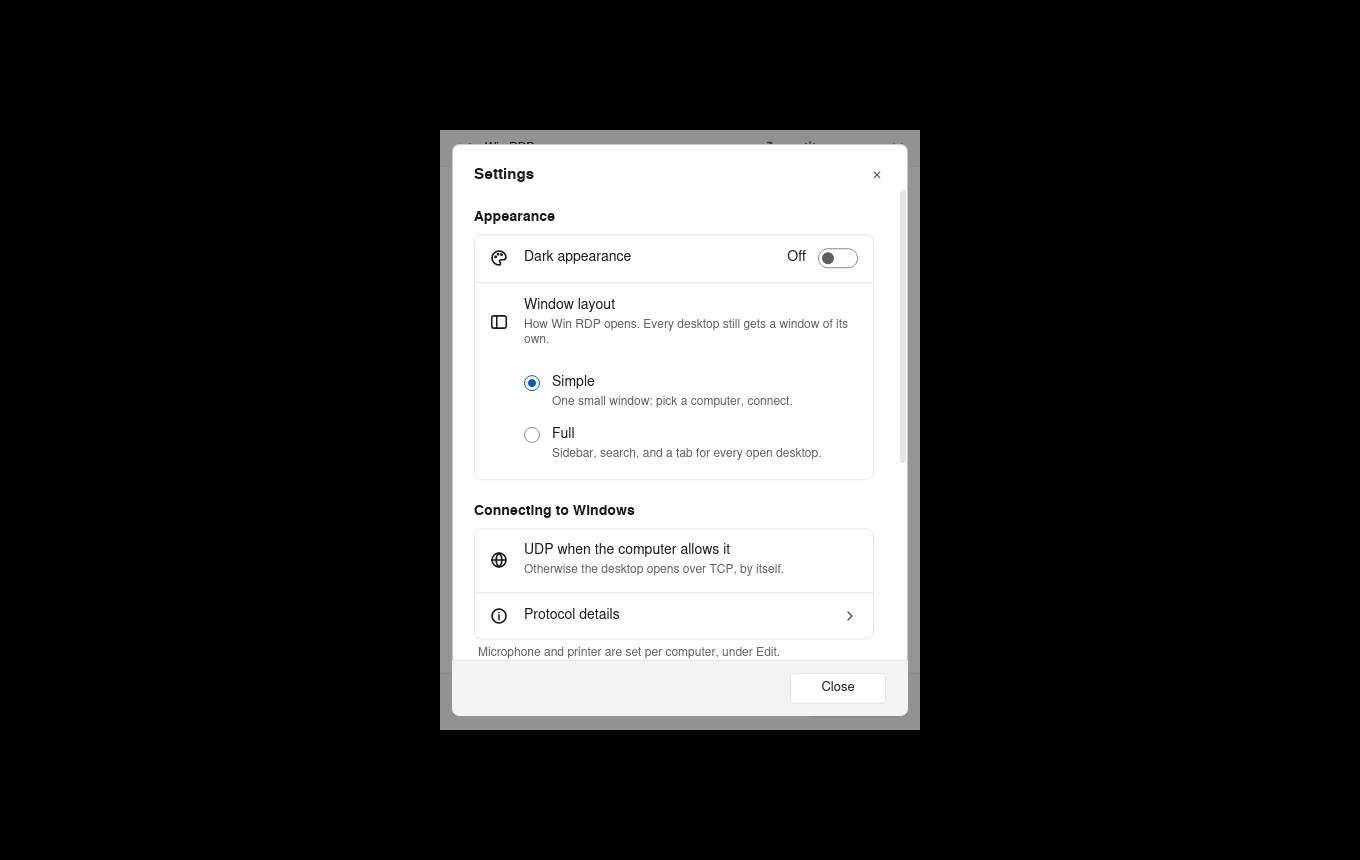 Settings
×
Appearance
Dark appearance
Off
Window layout
How Win RDP opens. Every desktop still gets a window of its
own.
Simple
One small window: pick a computer, connect.
Full
Sidebar, search, and a tab for every open desktop.
Connecting to Windows
UDP when the computer allows it
Otherwise the desktop opens over TCP, by itself.
Protocol details
Microphone and printer are set per computer, under Edit.
Close